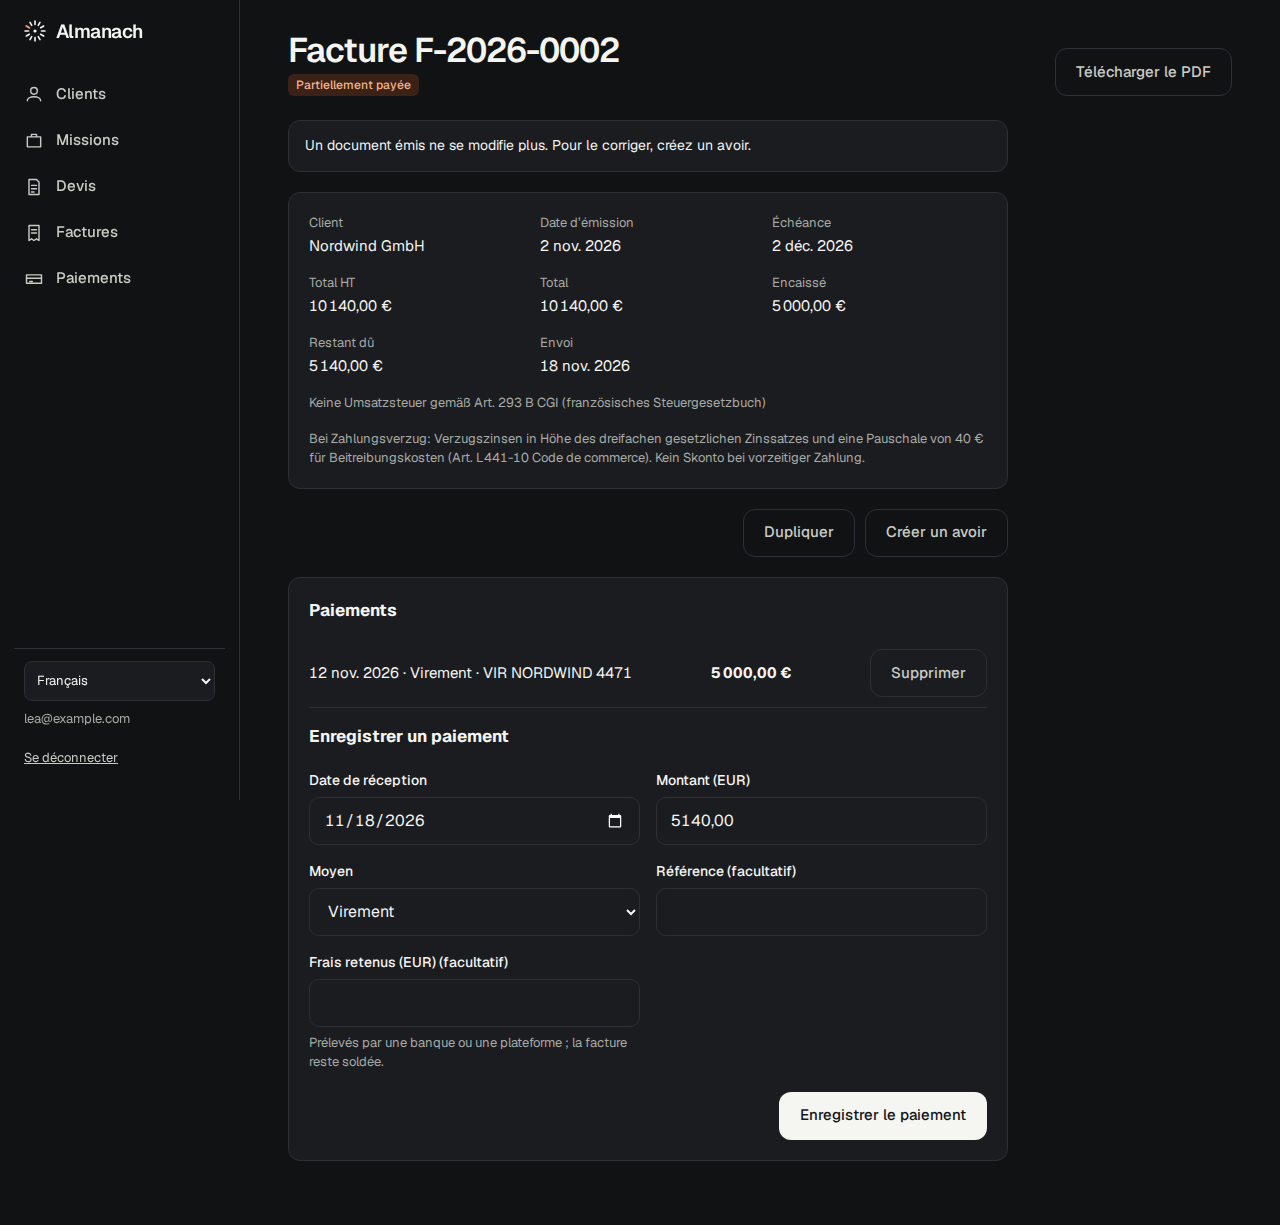 Almanach
Clients
Missions
Devis
Factures
Paiements
Français
lea@example.com
Se déconnecter
Facture F-2026-0002
Partiellement payée
Télécharger le PDF
Un document émis ne se modifie plus. Pour le corriger, créez un avoir.
Client
Nordwind GmbH
Date d'émission
2 nov. 2026
Échéance
2 déc. 2026
Total HT
10 140,00 €
Total
10 140,00 €
Encaissé
5 000,00 €
Restant dû
5 140,00 €
Envoi
18 nov. 2026
Keine Umsatzsteuer gemäß Art. 293 B CGI (französisches Steuergesetzbuch)
Bei Zahlungsverzug: Verzugszinsen in Höhe des dreifachen gesetzlichen Zinssatzes und eine Pauschale von 40 €
für Beitreibungskosten (Art. L441-10 Code de commerce). Kein Skonto bei vorzeitiger Zahlung.
Dupliquer
Créer un avoir
Paiements
12 nov. 2026 · Virement · VIR NORDWIND 4471
5 000,00 €
Supprimer
Enregistrer un paiement
Date de réception
11/18/2026
Montant (EUR)
5140,00
Moyen
Virement
Référence (facultatif)
Frais retenus (EUR) (facultatif)
Prélevés par une banque ou une plateforme ; la facture
reste soldée.
Enregistrer le paiement